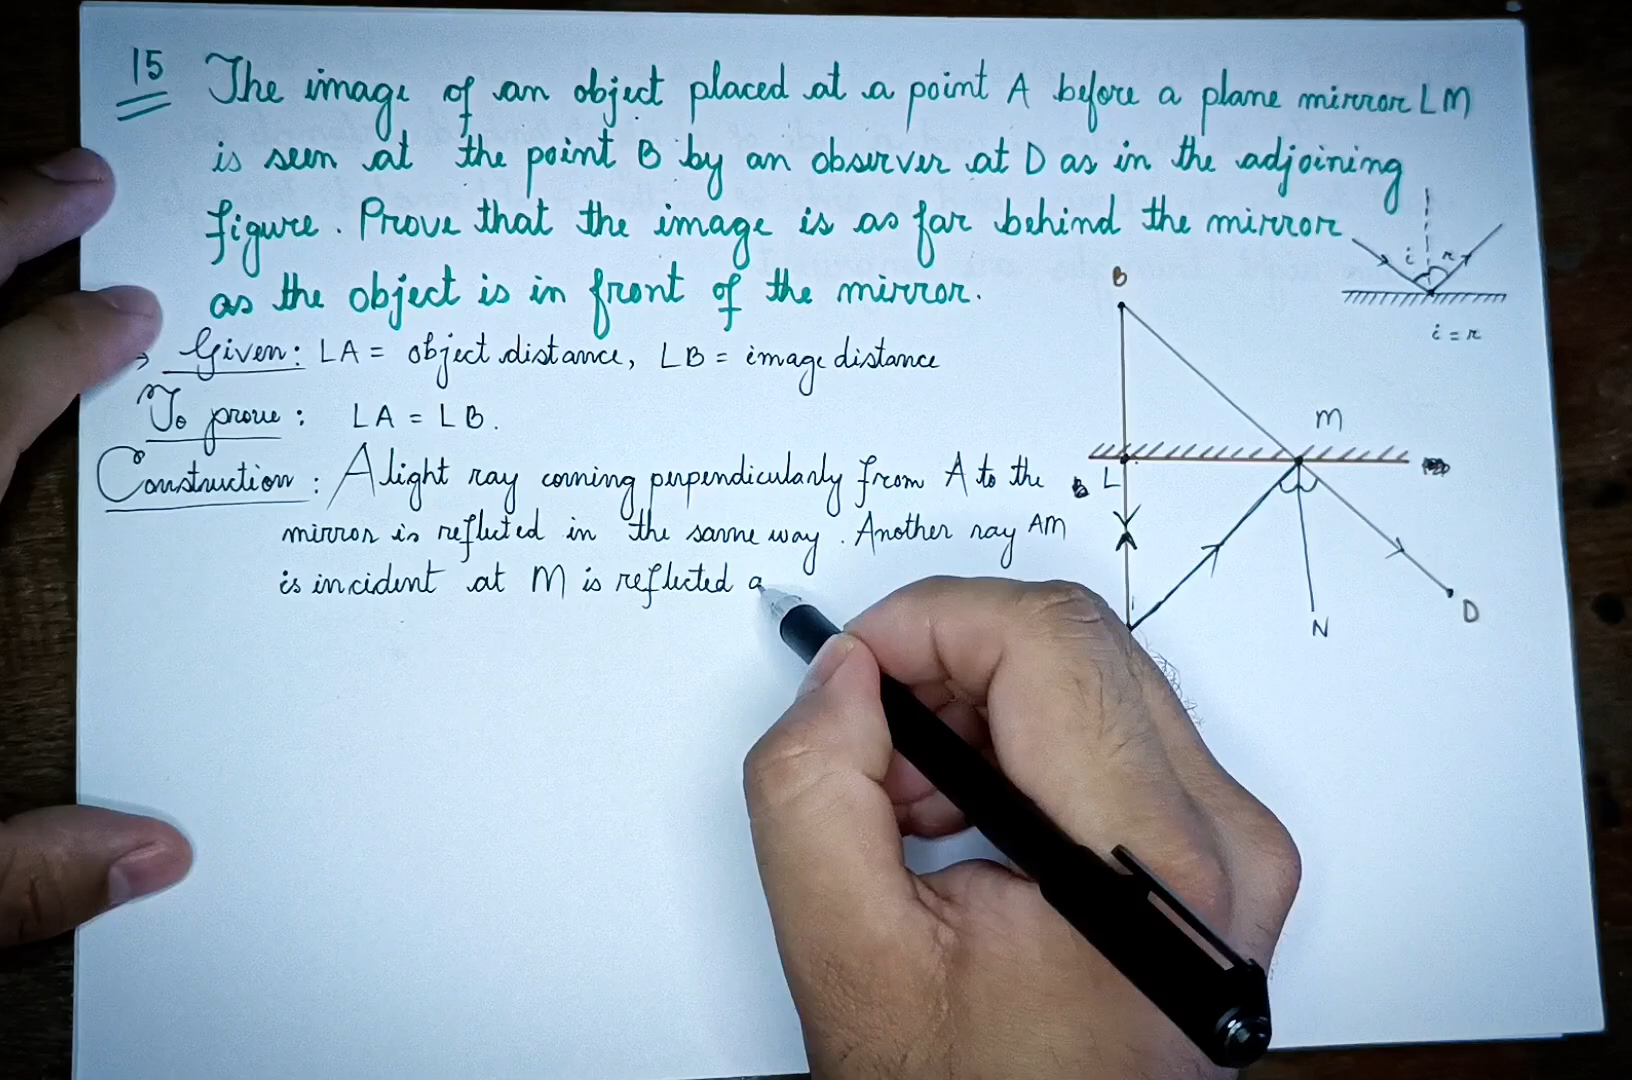 15 The image of an object placed at a point A before a plane mirror LM
is seen at the point B by an observer at D as in the adjoining
figure. Prove that the image is as far behind the mirror
as the object is in front of the mirror.
i r
i = r
Given: LA = object distance, LB = image distance
To prove: LA = LB.
Construction: A light ray coming perpendicularly from A to the
mirror is reflected in the same way. Another ray AM
is incident at M is reflected a
B
M
L
N
D